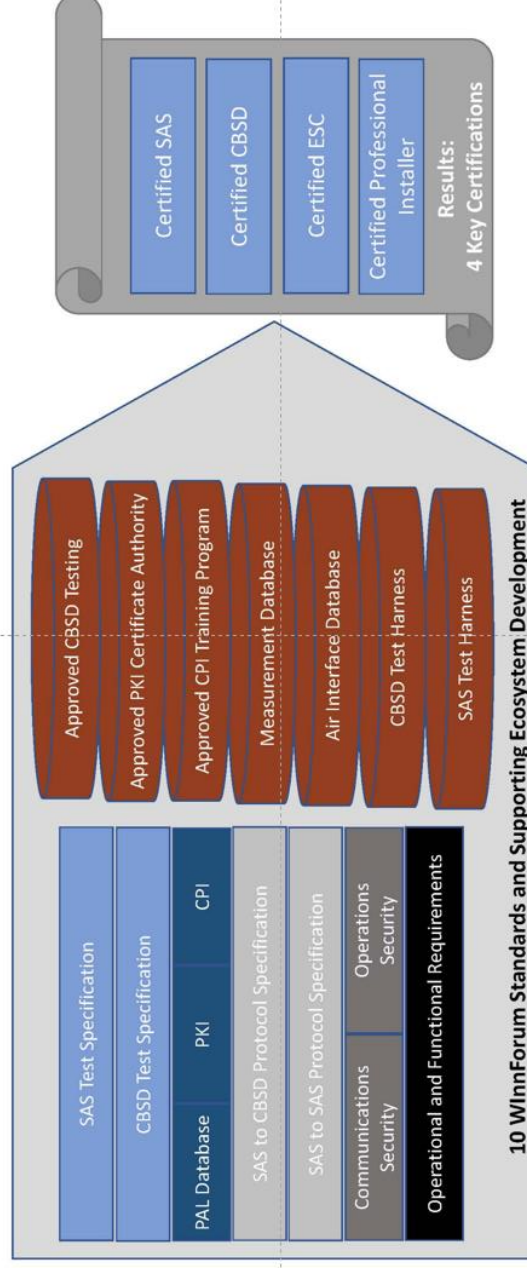 SAS Test Specification
CBSD Test Specification
PAL Database
PKI
CPI
SAS to CBSD Protocol Specification
SAS to SAS Protocol Specification
Communications
Security
Operations
Security
Operational and Functional Requirements
Approved CBSD Testing
Approved PKI Certificate Authority
Approved CPI Training Program
Measurement Database
Air Interface Database
CBSD Test Harness
SAS Test Harness
10 WInnForum Standards and Supporting Ecosystem Development
Certified SAS
Certified CBSD
Certified ESC
Certified Professional
Installer
Results:
4 Key Certifications